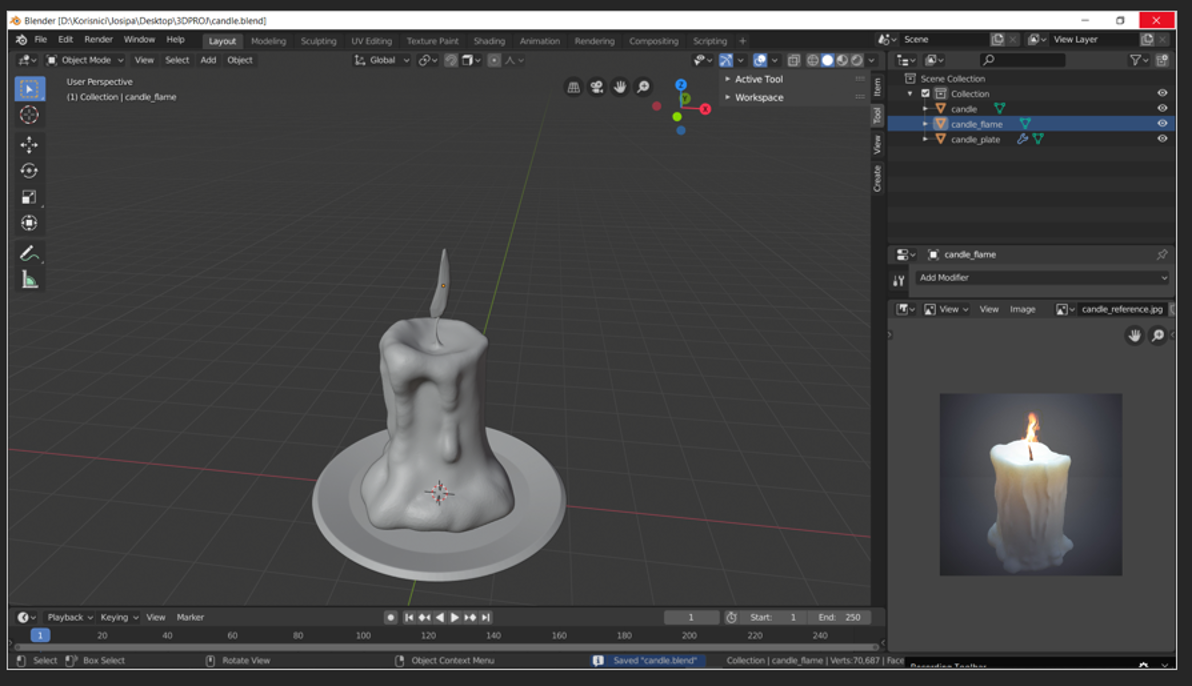 Blender [D:\Korisnici\Josipa\Desktop\3DPROJ\candle.blend]
File Edit Render Window Help Layout Modeling Sculpting UV Editing Texture Paint Shading Animation Rendering Compositing Scripting + Scene View Layer
Object Mode View Select Add Object Global
User Perspective
(1) Collection | candle_flame
Z
Y
X
Active Tool
Workspace
Item
Tool
View
Create
Scene Collection
Collection
candle
candle_flame
candle_plate
candle_flame
Add Modifier
View View Image candle_reference.jpg
Playback Keying View Marker 1 Start: 1 End: 250
1 20 40 60 80 100 120 140 160 180 200 220 240
Select Box Select Rotate View Object Context Menu Saved "candle.blend" Collection | candle_flame | Verts:70,687 | Face